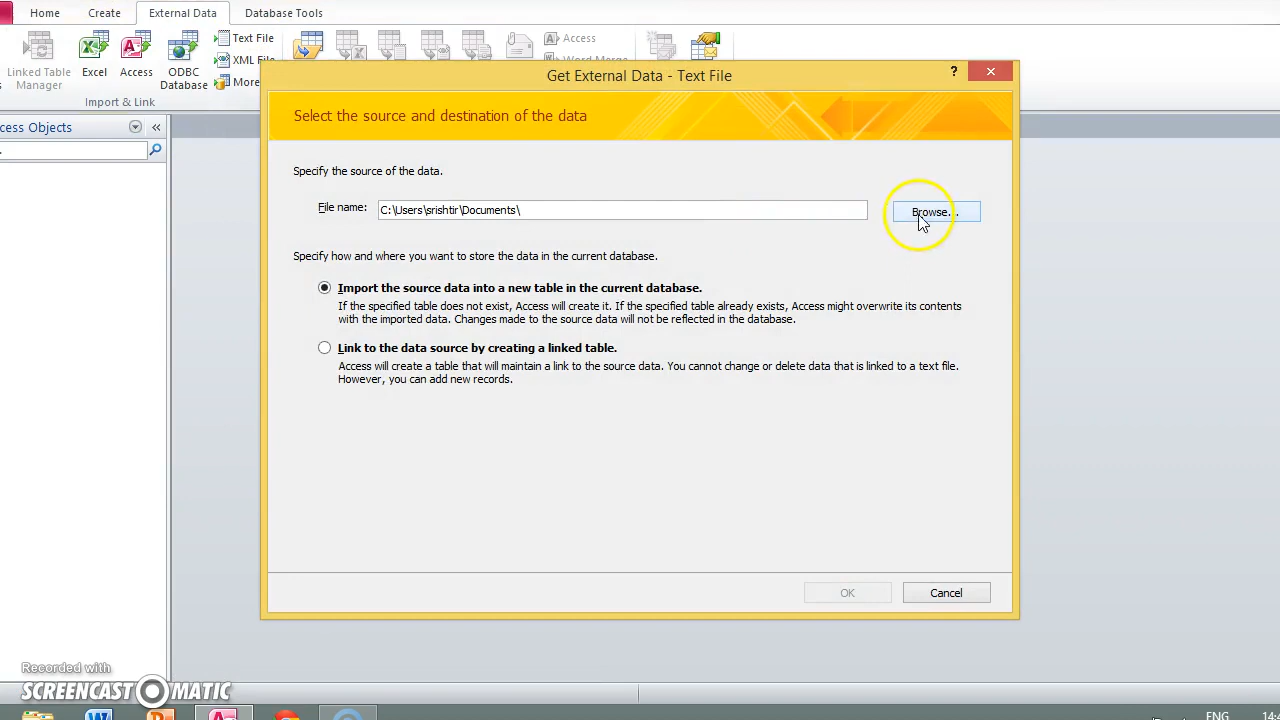 Home Create External Data Database Tools
Text File
Access
XML File
Word Merge
Linked Table Manager
Excel
Access
ODBC Database
More
Import & Link
Get External Data - Text File
?
Select the source and destination of the data
cess Objects
Specify the source of the data.
File name: C:\Users\srishtir\Documents\ Browse...
Specify how and where you want to store the data in the current database.
Import the source data into a new table in the current database.
If the specified table does not exist, Access will create it. If the specified table already exists, Access might overwrite its contents
with the imported data. Changes made to the source data will not be reflected in the database.
Link to the data source by creating a linked table.
Access will create a table that will maintain a link to the source data. You cannot change or delete data that is linked to a text file.
However, you can add new records.
OK Cancel
Recorded with
SCREENCAST MATIC
ENG 14:4